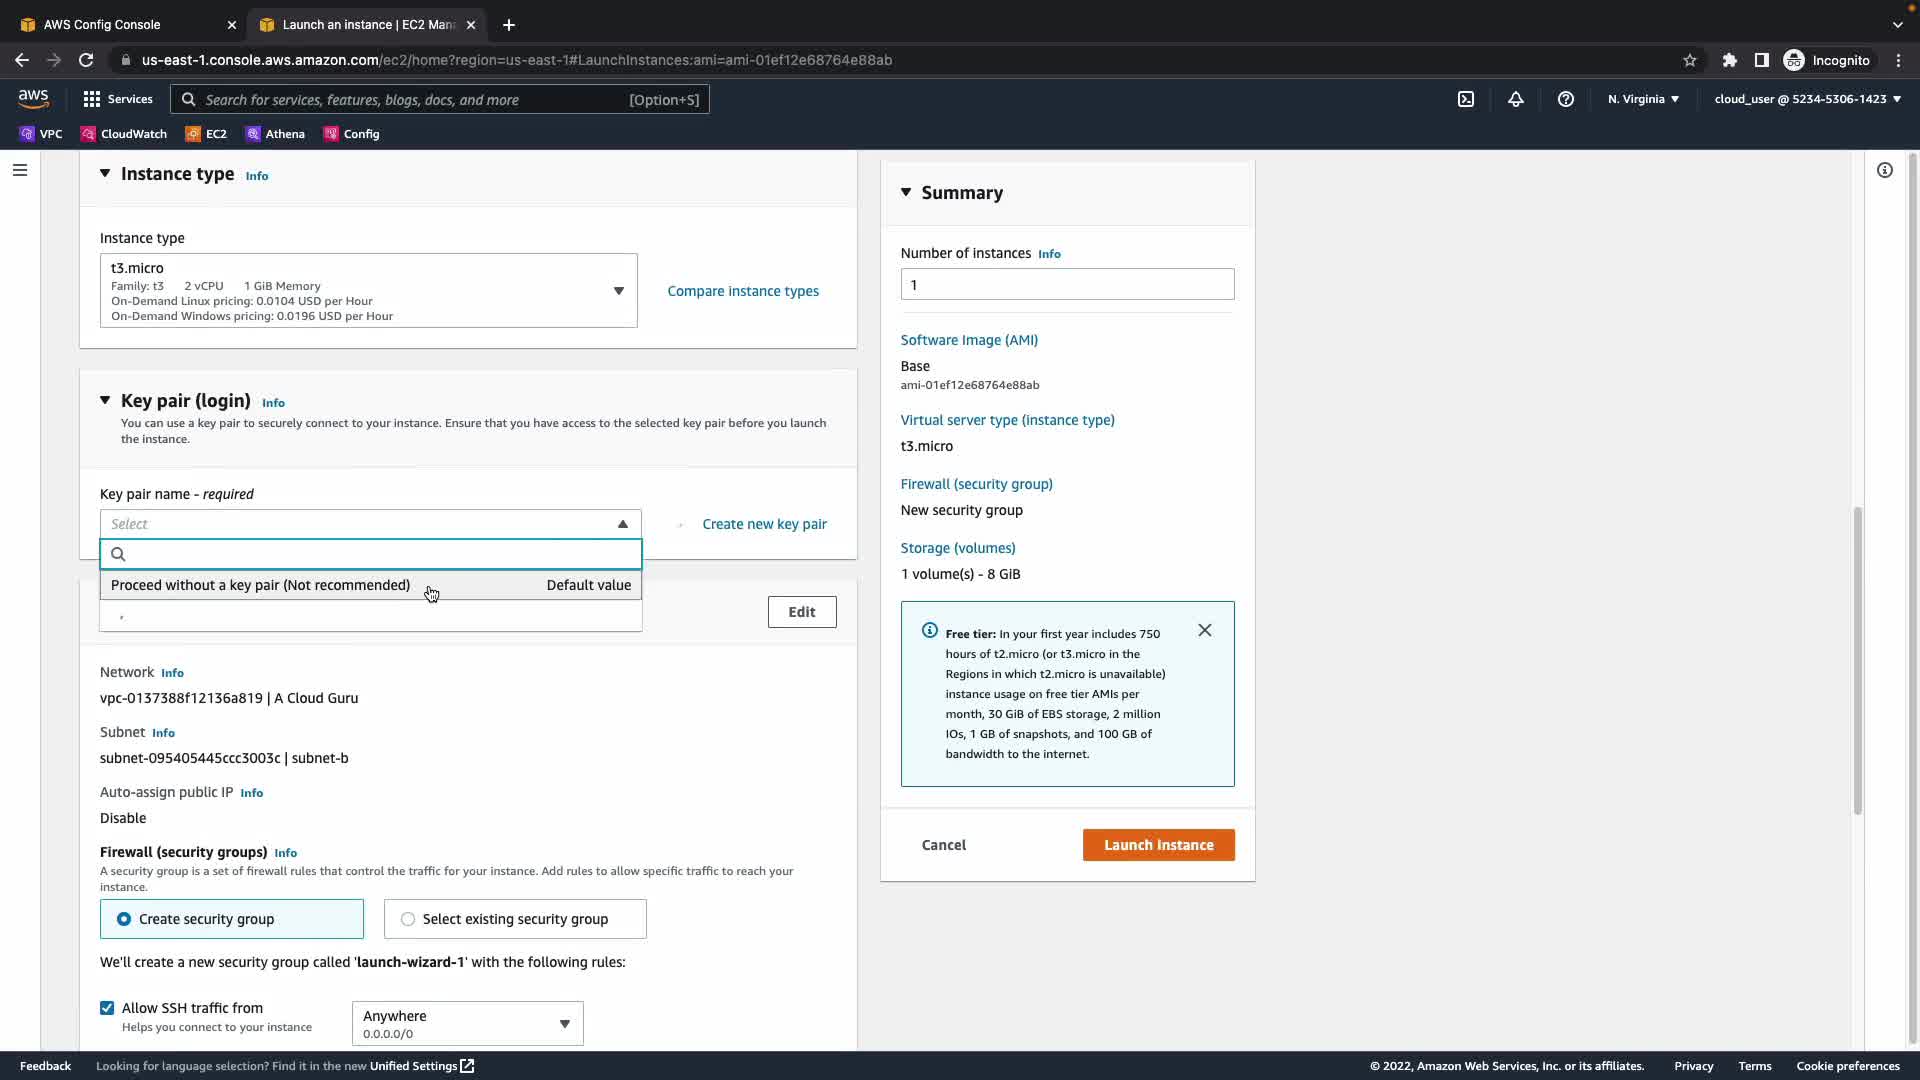 AWS Config Console
Launch an instance | EC2 Man
us-east-1.console.aws.amazon.com/ec2/home?region=us-east-1#LaunchInstances:ami=ami-01ef12e68764e88ab
Incognito
aws
Services
Search for services, features, blogs, docs, and more
[Option+S]
N. Virginia
cloud_user @ 5234-5306-1423
VPC
CloudWatch
EC2
Athena
Config
Instance type Info
Instance type
t3.micro
Family: t3 2 vCPU 1 GiB Memory
On-Demand Linux pricing: 0.0104 USD per Hour
On-Demand Windows pricing: 0.0196 USD per Hour
Compare instance types
Key pair (login) Info
You can use a key pair to securely connect to your instance. Ensure that you have access to the selected key pair before you launch
the instance.
Key pair name - required
Select
Create new key pair
Proceed without a key pair (Not recommended) Default value
Edit
Network Info
vpc-0137388f12136a819 | A Cloud Guru
Subnet Info
subnet-095405445ccc3003c | subnet-b
Auto-assign public IP Info
Disable
Firewall (security groups) Info
A security group is a set of firewall rules that control the traffic for your instance. Add rules to allow specific traffic to reach your
instance.
Create security group
Select existing security group
We'll create a new security group called 'launch-wizard-1' with the following rules:
Allow SSH traffic from
Helps you connect to your instance
Anywhere
0.0.0.0/0
Summary
Number of instances Info
1
Software Image (AMI)
Base
ami-01ef12e68764e88ab
Virtual server type (instance type)
t3.micro
Firewall (security group)
New security group
Storage (volumes)
1 volume(s) - 8 GiB
Free tier: In your first year includes 750
hours of t2.micro (or t3.micro in the
Regions in which t2.micro is unavailable)
instance usage on free tier AMIs per
month, 30 GiB of EBS storage, 2 million
IOs, 1 GB of snapshots, and 100 GB of
bandwidth to the internet.
Cancel
Launch instance
Feedback
Looking for language selection? Find it in the new Unified Settings
© 2022, Amazon Web Services, Inc. or its affiliates.
Privacy
Terms
Cookie preferences